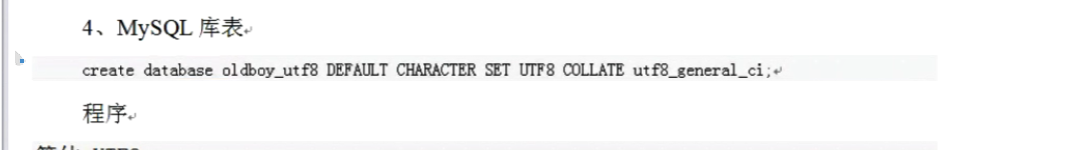 4、MySQL 库表
create database oldboy_utf8 DEFAULT CHARACTER SET UTF8 COLLATE utf8_general_ci;
程序